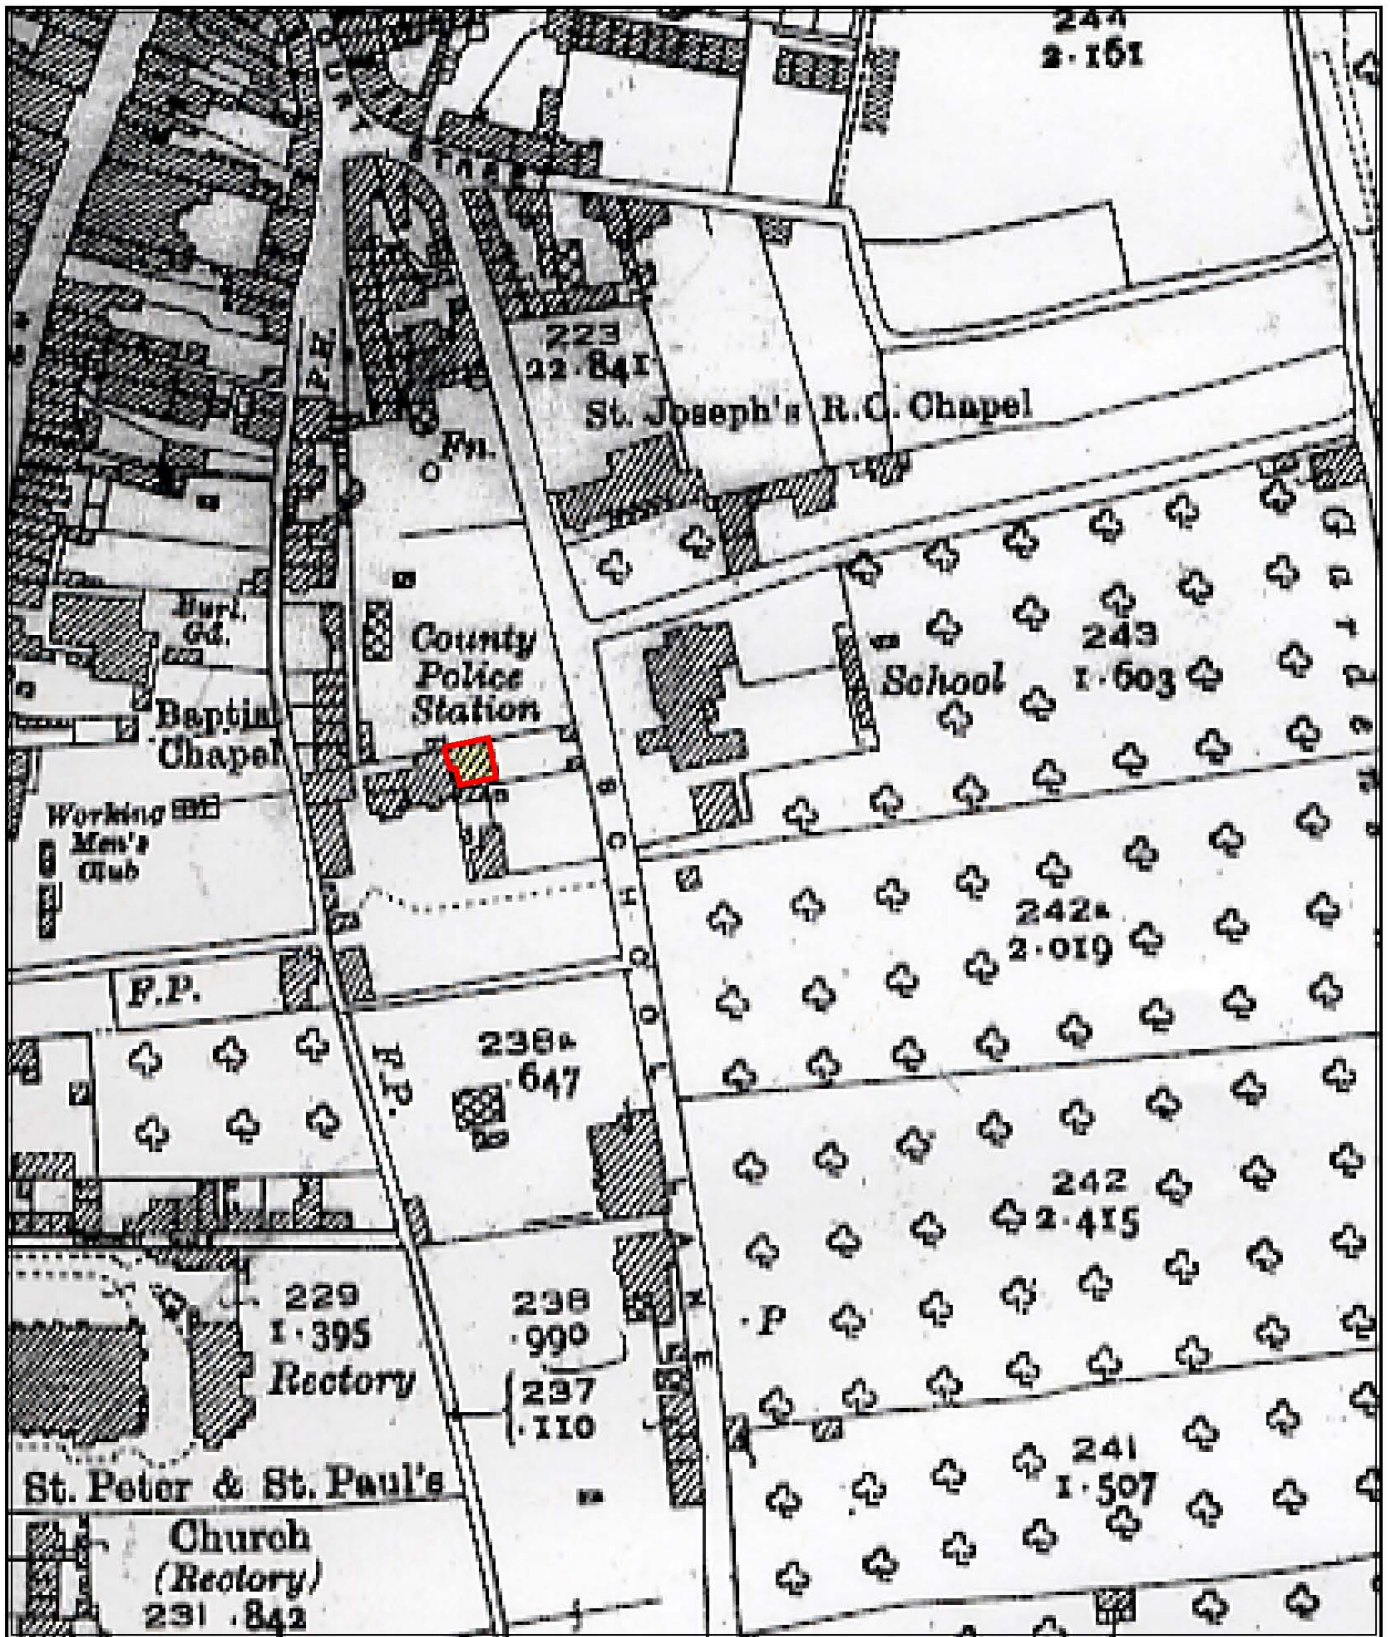 244
2·161
223
22·841
St. Joseph's R.C. Chapel
Fn.
Burl.
Gd.
County
Police
Station
School
243
1·603
Baptist
Chapel
Working
Men's
Club
242a
2·019
F.P.
F.P.
238a
·647
SCHOOL LANE
242
2·415
229
1·395
Rectory
238
·990
P
237
·110
241
1·507
St. Peter & St. Paul's
Church
(Rectory)
231 ·842